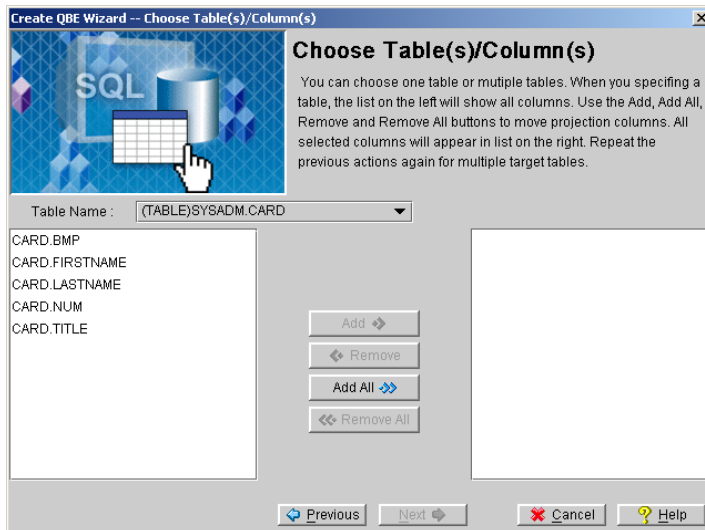 Create QBE Wizard -- Choose Table(s)/Column(s)
SQL
Choose Table(s)/Column(s)
You can choose one table or mutiple tables. When you specifing a
table, the list on the left will show all columns. Use the Add, Add All,
Remove and Remove All buttons to move projection columns. All
selected columns will appear in list on the right. Repeat the
previous actions again for multiple target tables.
Table Name : (TABLE)SYSADM.CARD
CARD.BMP
CARD.FIRSTNAME
CARD.LASTNAME
CARD.NUM
CARD.TITLE
Add
Remove
Add All
Remove All
Previous Next Cancel Help